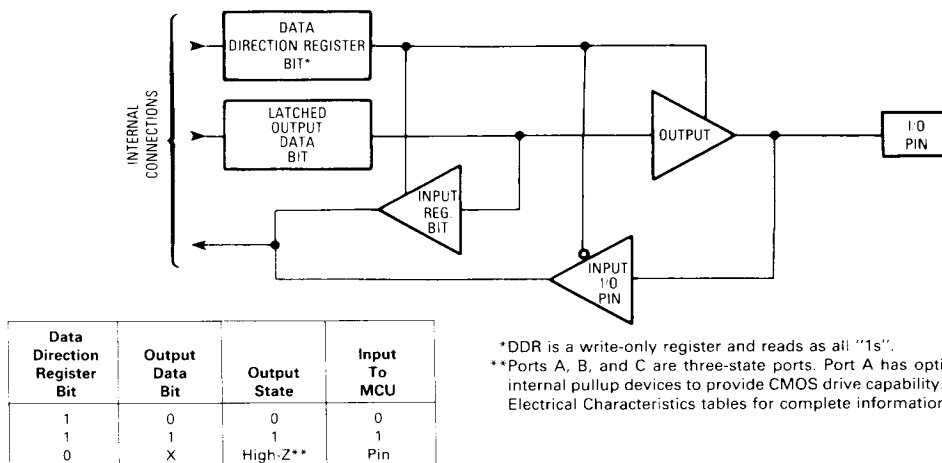 DATA
DIRECTION REGISTER
BIT*
LATCHED
OUTPUT
DATA
BIT
INTERNAL
CONNECTIONS
OUTPUT
I/O
PIN
INPUT
REG.
BIT
INPUT
I/O
PIN
Data Direction Register Bit | Output Data Bit | Output State | Input To MCU
1 0 0 0
1 1 1 1
0 X High-Z** Pin
*DDR is a write-only register and reads as all "1s".
**Ports A, B, and C are three-state ports. Port A has opti
internal pullup devices to provide CMOS drive capability.
Electrical Characteristics tables for complete information